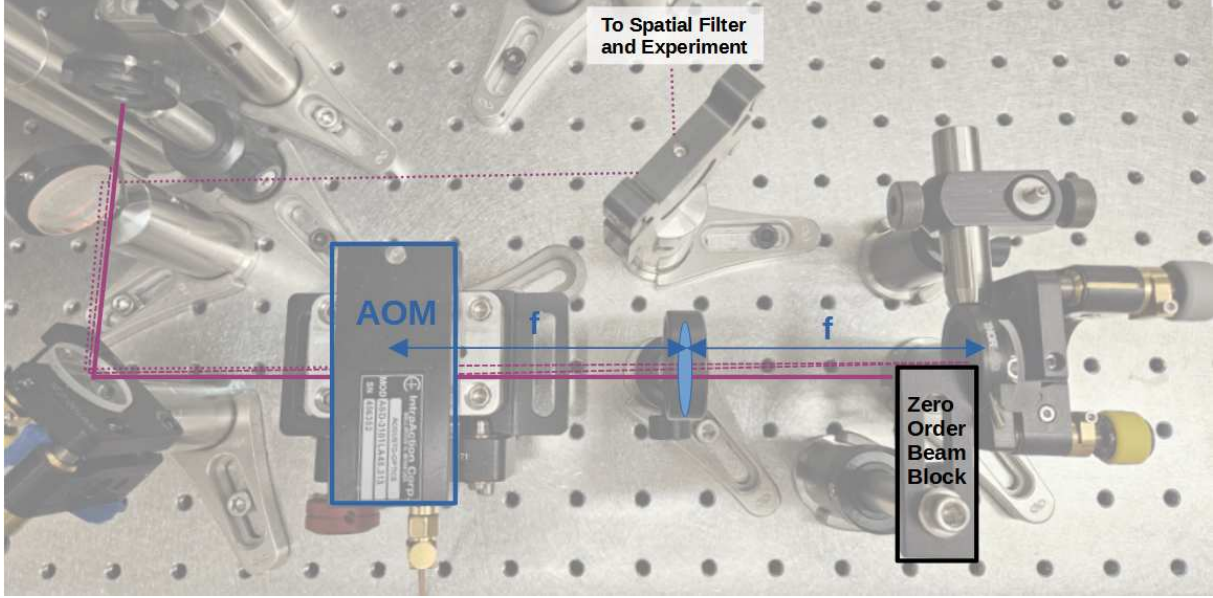 To Spatial Filter
and Experiment
AOM
f
f
IntraAction Corp.
Zero
Order
Beam
Block